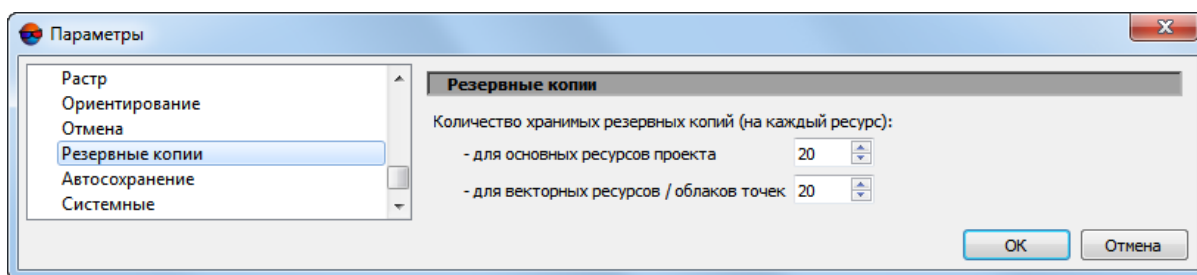 Параметры
Растр
Ориентирование
Отмена
Резервные копии
Автосохранение
Системные
Резервные копии
Количество хранимых резервных копий (на каждый ресурс):
- для основных ресурсов проекта 20
- для векторных ресурсов / облаков точек 20
OK Отмена